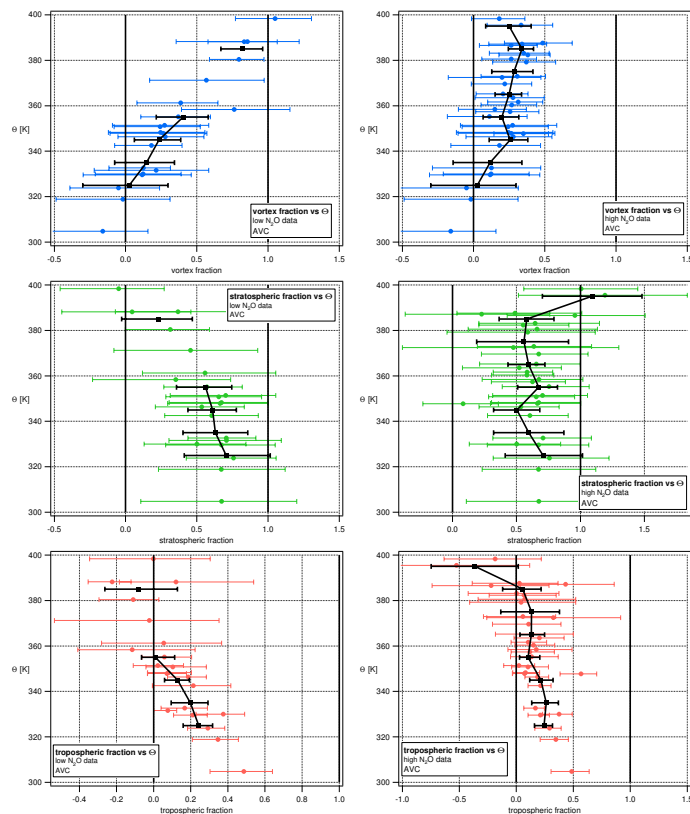 400
380
360
Θ [K]
340
320
300
-0.5
0.0
0.5
1.0
1.5
vortex fraction
vortex fraction vs Θ
low N₂O data
AVC
400
380
360
Θ [K]
340
320
300
-0.5
0.0
0.5
1.0
1.5
vortex fraction
vortex fraction vs Θ
high N₂O data
AVC
400
380
360
Θ [K]
340
320
300
-0.5
0.0
0.5
1.0
1.5
stratospheric fraction
stratospheric fraction vs Θ
low N₂O data
AVC
400
380
360
Θ [K]
340
320
300
0.0
0.5
1.0
1.5
stratospheric fraction
stratospheric fraction vs Θ
high N₂O data
AVC
400
380
360
Θ [K]
340
320
300
-0.4
-0.2
0.0
0.2
0.4
0.6
0.8
1.0
tropospheric fraction
tropospheric fraction vs Θ
low N₂O data
AVC
400
380
360
Θ [K]
340
320
300
-1.0
-0.5
0.0
0.5
1.0
1.5
tropospheric fraction
tropospheric fraction vs Θ
high N₂O data
AVC